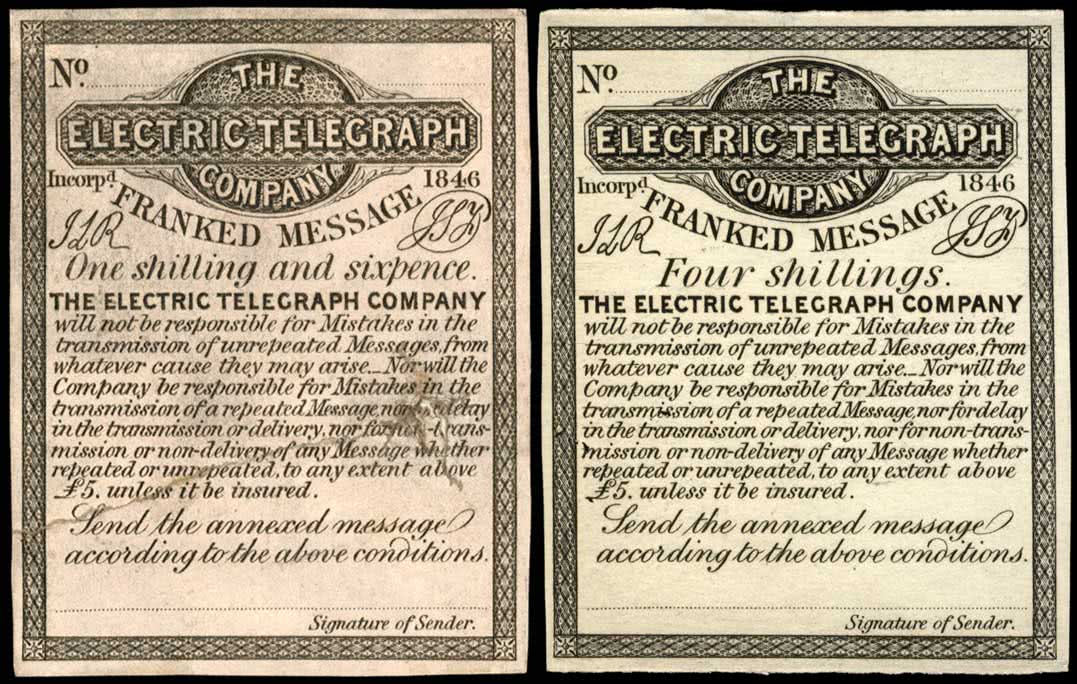 No.
THE
ELECTRIC TELEGRAPH
COMPANY
Incorpd. 1846
FRANKED MESSAGE
One shilling and sixpence.
THE ELECTRIC TELEGRAPH COMPANY
will not be responsible for Mistakes in the
transmission of unrepeated Messages, from
whatever cause they may arise._Nor will the
Company be responsible for Mistakes in the
transmission of a repeated Message, nor for delay
in the transmission or delivery, nor for non-trans-
mission or non-delivery of any Message whether
repeated or unrepeated, to any extent above
£5. unless it be insured.
Send the annexed message
according to the above conditions.
Signature of Sender.
No.
THE
ELECTRIC TELEGRAPH
COMPANY
Incorpd. 1846
FRANKED MESSAGE
Four shillings.
THE ELECTRIC TELEGRAPH COMPANY
will not be responsible for Mistakes in the
transmission of unrepeated Messages, from
whatever cause they may arise._Nor will the
Company be responsible for Mistakes in the
transmission of a repeated Message, nor for delay
in the transmission or delivery, nor for non-trans-
mission or non-delivery of any Message whether
repeated or unrepeated, to any extent above
£5. unless it be insured.
Send the annexed message
according to the above conditions.
Signature of Sender.